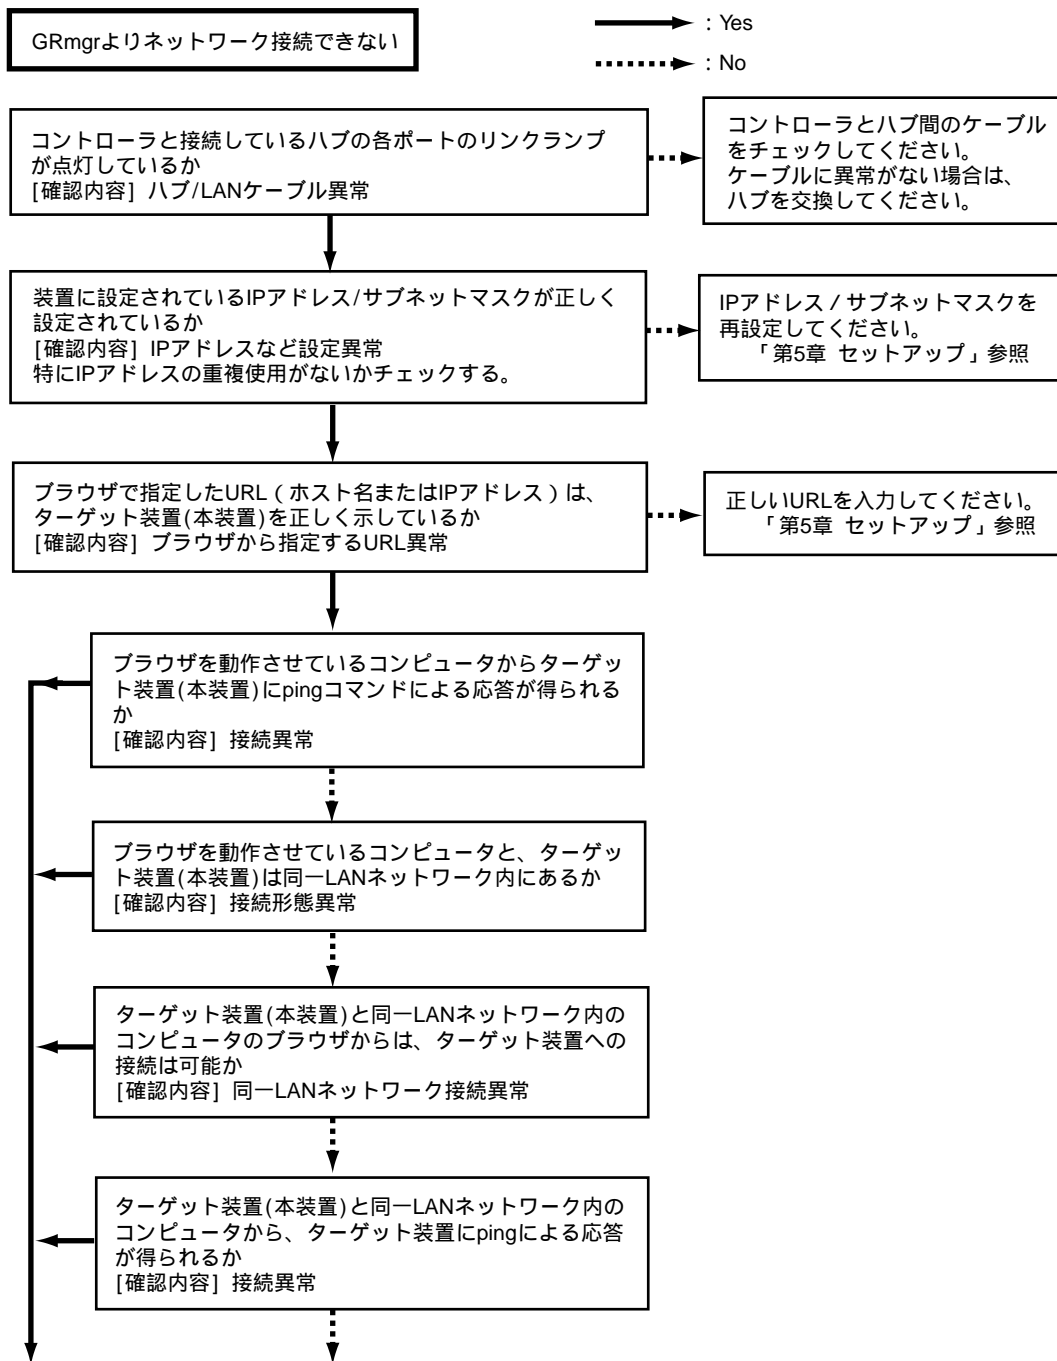 GRmgrよりネットワーク接続できない
: Yes
: No
コントローラと接続しているハブの各ポートのリンクランプ
が点灯しているか
[確認内容] ハブ/LANケーブル異常
コントローラとハブ間のケーブル
をチェックしてください。
ケーブルに異常がない場合は、
ハブを交換してください。
装置に設定されているIPアドレス/サブネットマスクが正しく
設定されているか
[確認内容] IPアドレスなど設定異常
特にIPアドレスの重複使用がないかチェックする。
IPアドレス / サブネットマスクを
再設定してください。
「第5章 セットアップ」参照
ブラウザで指定したURL（ホスト名またはIPアドレス）は、
ターゲット装置(本装置)を正しく示しているか
[確認内容] ブラウザから指定するURL異常
正しいURLを入力してください。
「第5章 セットアップ」参照
ブラウザを動作させているコンピュータからターゲッ
ト装置(本装置)にpingコマンドによる応答が得られる
か
[確認内容] 接続異常
ブラウザを動作させているコンピュータと、ターゲッ
ト装置(本装置)は同一LANネットワーク内にあるか
[確認内容] 接続形態異常
ターゲット装置(本装置)と同一LANネットワーク内の
コンピュータのブラウザからは、ターゲット装置への
接続は可能か
[確認内容] 同一LANネットワーク接続異常
ターゲット装置(本装置)と同一LANネットワーク内の
コンピュータから、ターゲット装置にpingによる応答
が得られるか
[確認内容] 接続異常